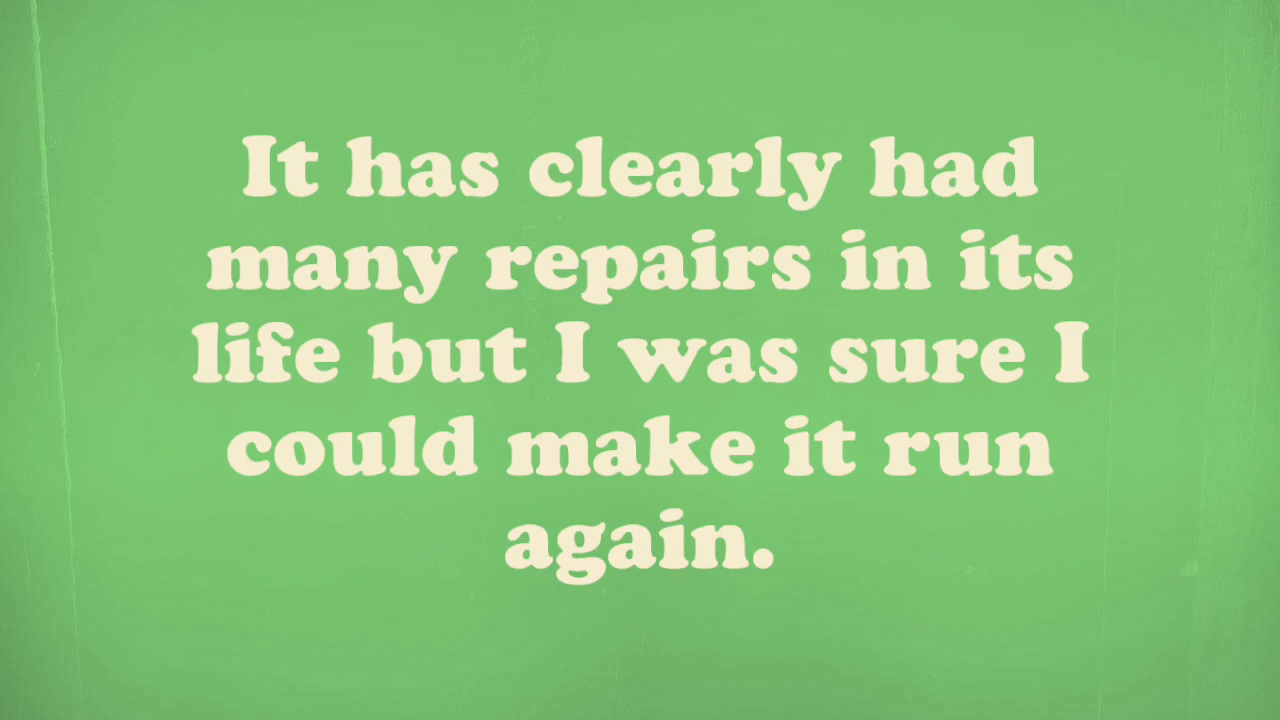 It has clearly had
many repairs in its
life but I was sure I
could make it run
again.